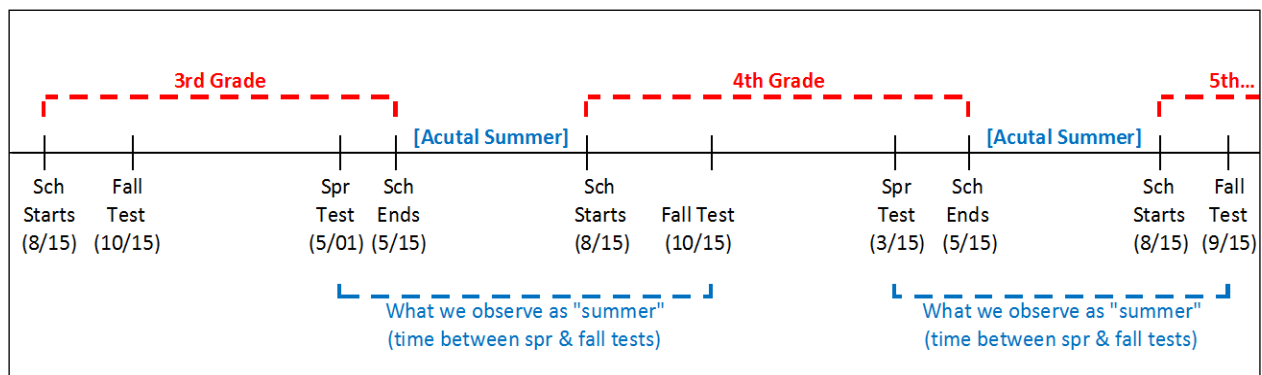 3rd Grade
4th Grade
5th...
[Acutal Summer]
[Acutal Summer]
Sch
Starts
(8/15)
Fall
Test
(10/15)
Spr
Test
(5/01)
Sch
Ends
(5/15)
Sch
Starts
(8/15)
Fall Test
(10/15)
Spr
Test
(3/15)
Sch
Ends
(5/15)
Sch
Starts
(8/15)
Fall
Test
(9/15)
What we observe as "summer"
(time between spr & fall tests)
What we observe as "summer"
(time between spr & fall tests)